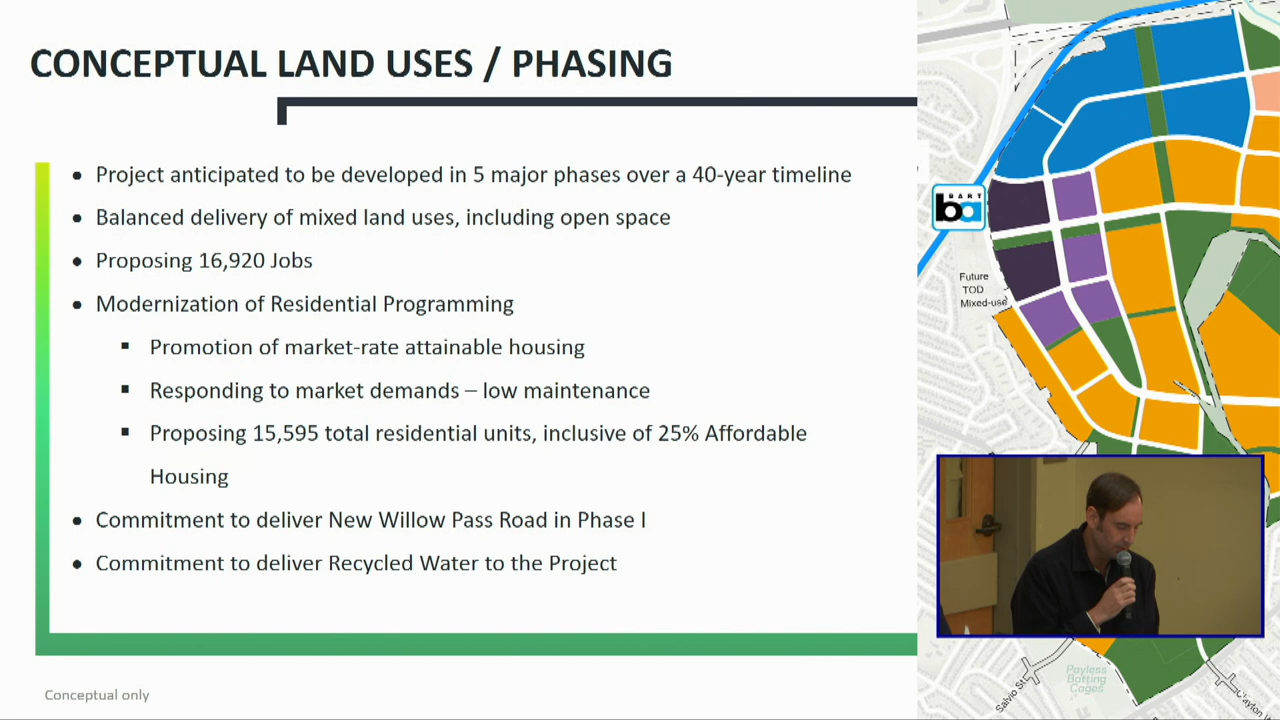 CONCEPTUAL LAND USES / PHASING
• Project anticipated to be developed in 5 major phases over a 40-year timeline
• Balanced delivery of mixed land uses, including open space
• Proposing 16,920 Jobs
• Modernization of Residential Programming
▪ Promotion of market-rate attainable housing
▪ Responding to market demands – low maintenance
▪ Proposing 15,595 total residential units, inclusive of 25% Affordable
Housing
• Commitment to deliver New Willow Pass Road in Phase I
• Commitment to deliver Recycled Water to the Project
Conceptual only
BART
ba
Future
TOD
Mixed-use
Payless
Batting
Cages
Salvio St